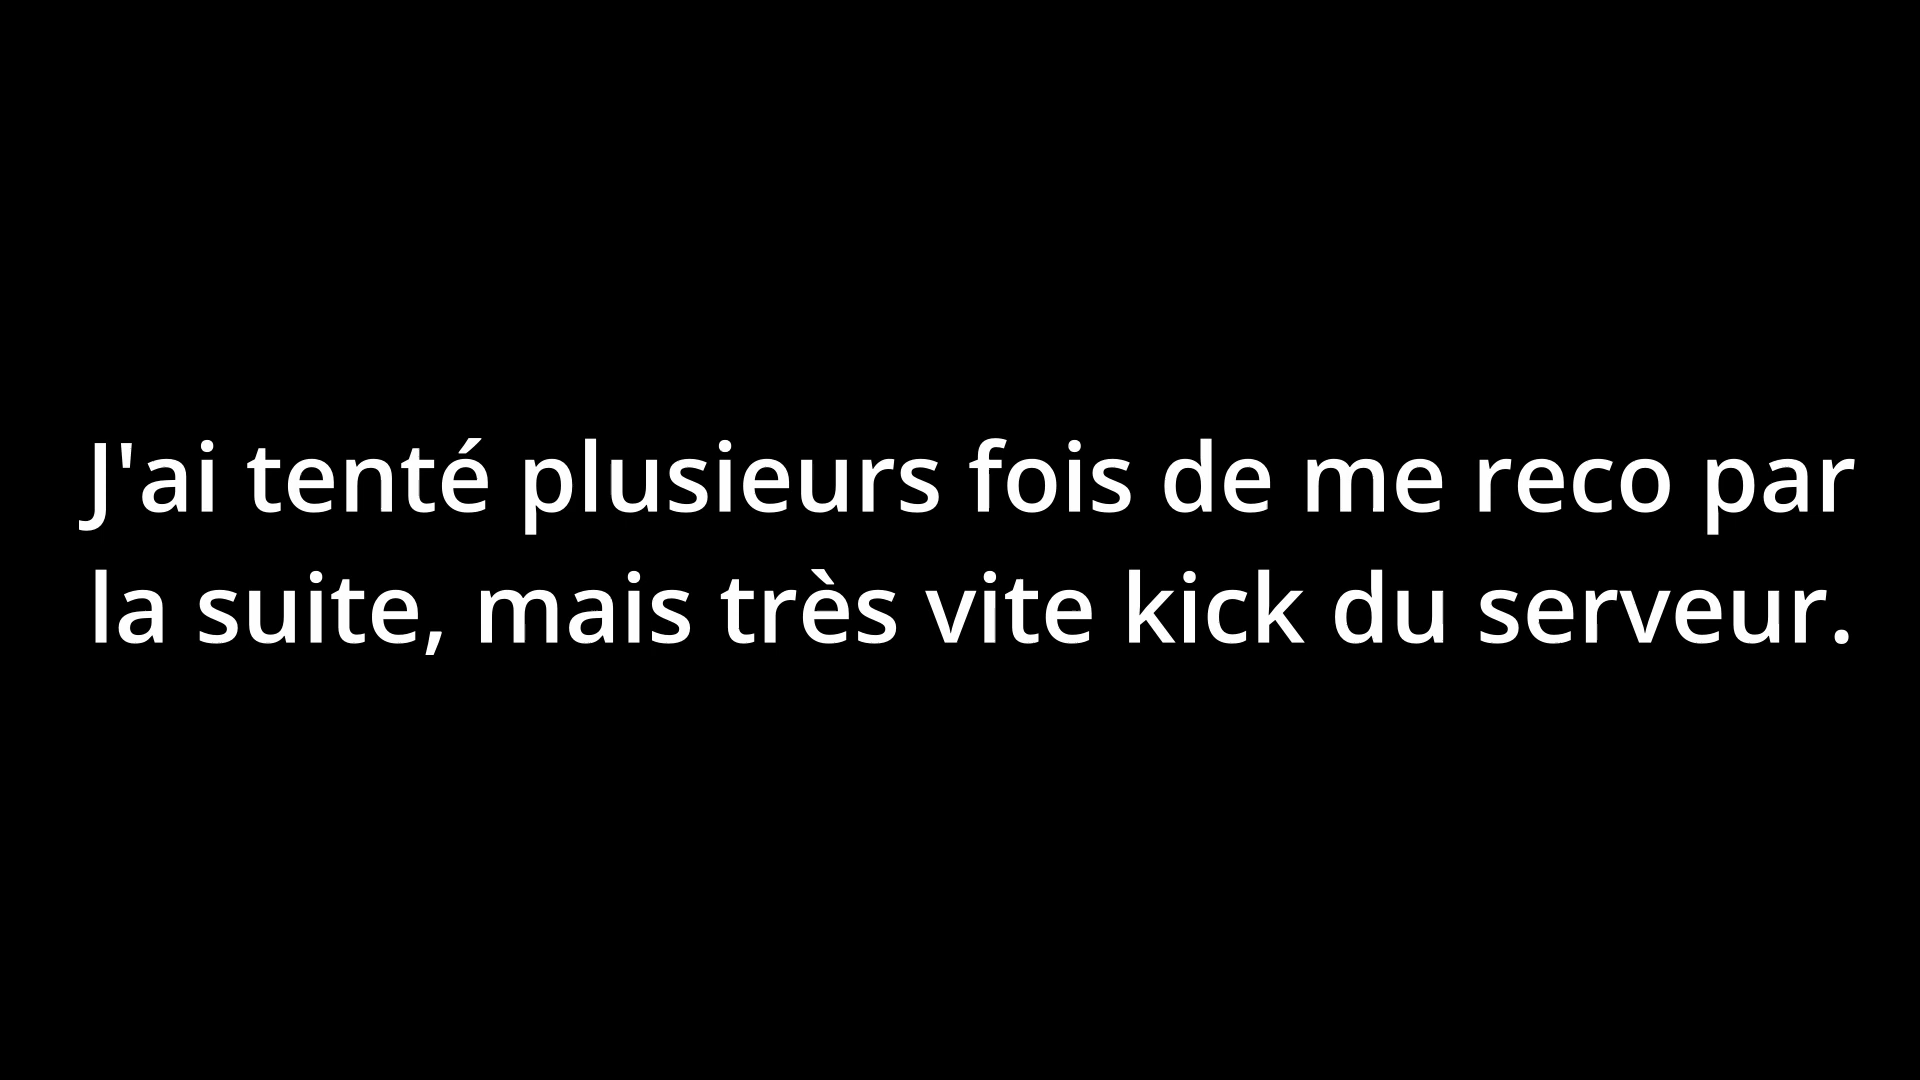 J'ai tenté plusieurs fois de me reco par
la suite, mais très vite kick du serveur.